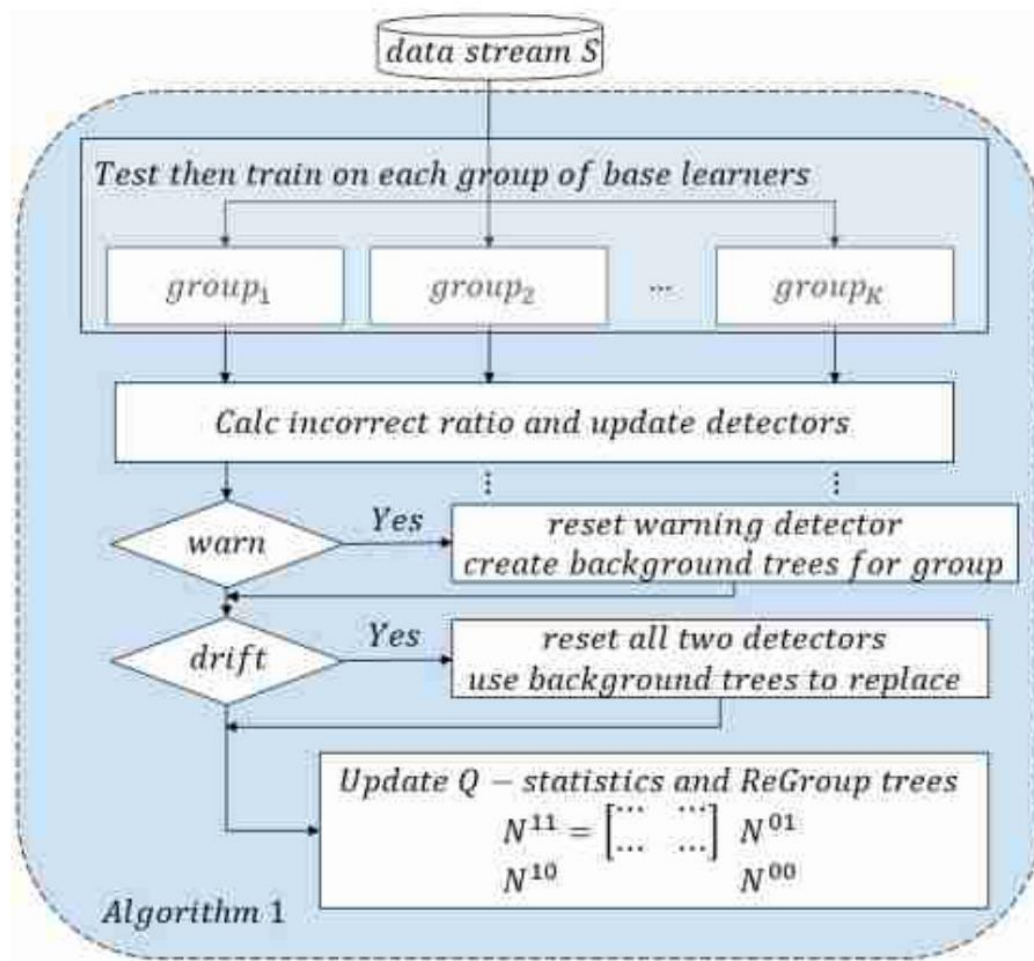 data stream S
Test then train on each group of base learners
group₁ group₂ ... group_K
Calc incorrect ratio and update detectors
⋮ ⋮
warn Yes reset warning detector
create background trees for group
drift Yes reset all two detectors
use background trees to replace
Update Q − statistics and ReGroup trees
N¹¹ = [... ...
... ...] N⁰¹
N¹⁰ N⁰⁰
Algorithm 1